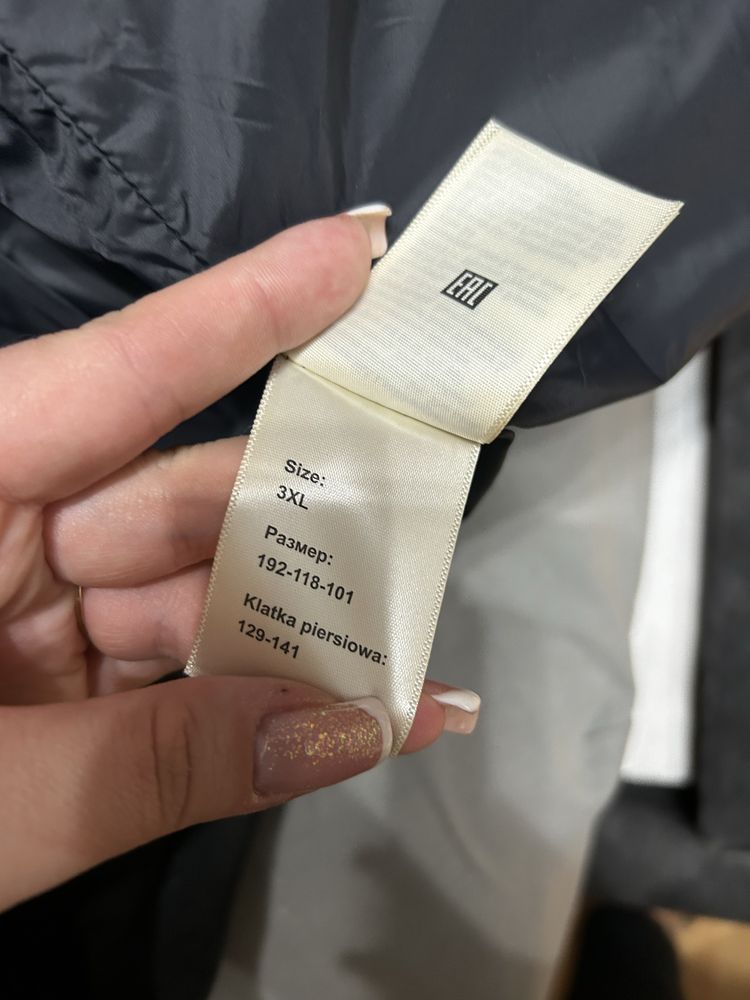 EAC
Size:
3XL
Размер:
192-118-101
Klatka piersiowa:
129-141